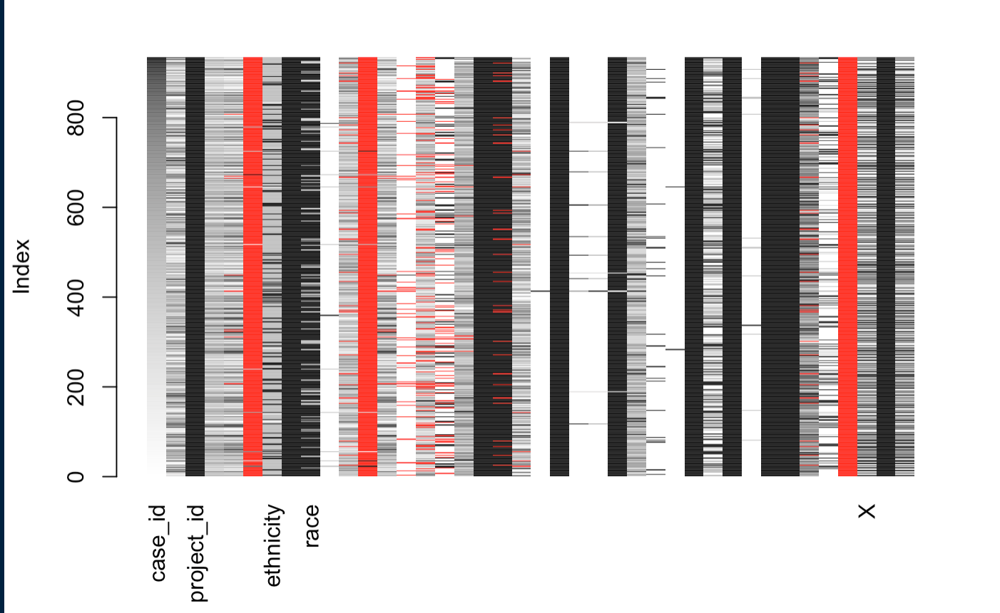 Index
800
600
400
200
0
case_id
project_id
ethnicity
race
X